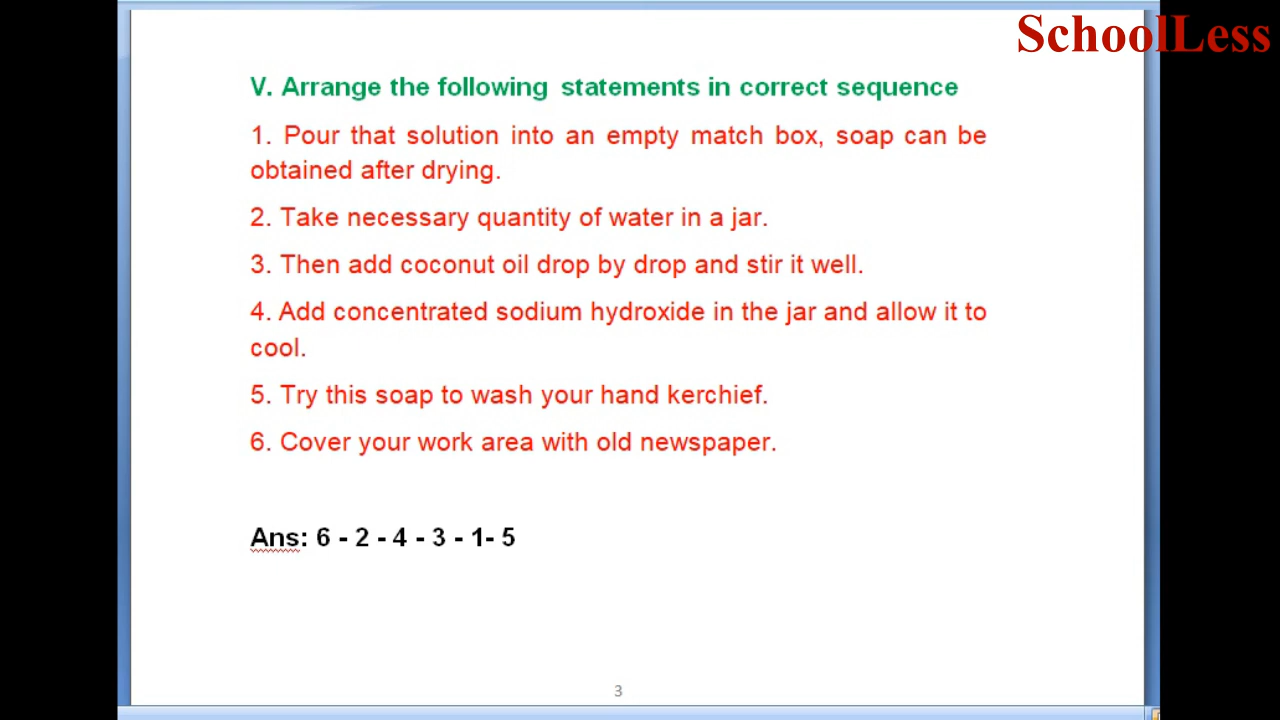 SchoolLess
V. Arrange the following statements in correct sequence
1. Pour that solution into an empty match box, soap can be
obtained after drying.
2. Take necessary quantity of water in a jar.
3. Then add coconut oil drop by drop and stir it well.
4. Add concentrated sodium hydroxide in the jar and allow it to
cool.
5. Try this soap to wash your hand kerchief.
6. Cover your work area with old newspaper.
Ans: 6 - 2 - 4 - 3 - 1- 5
3